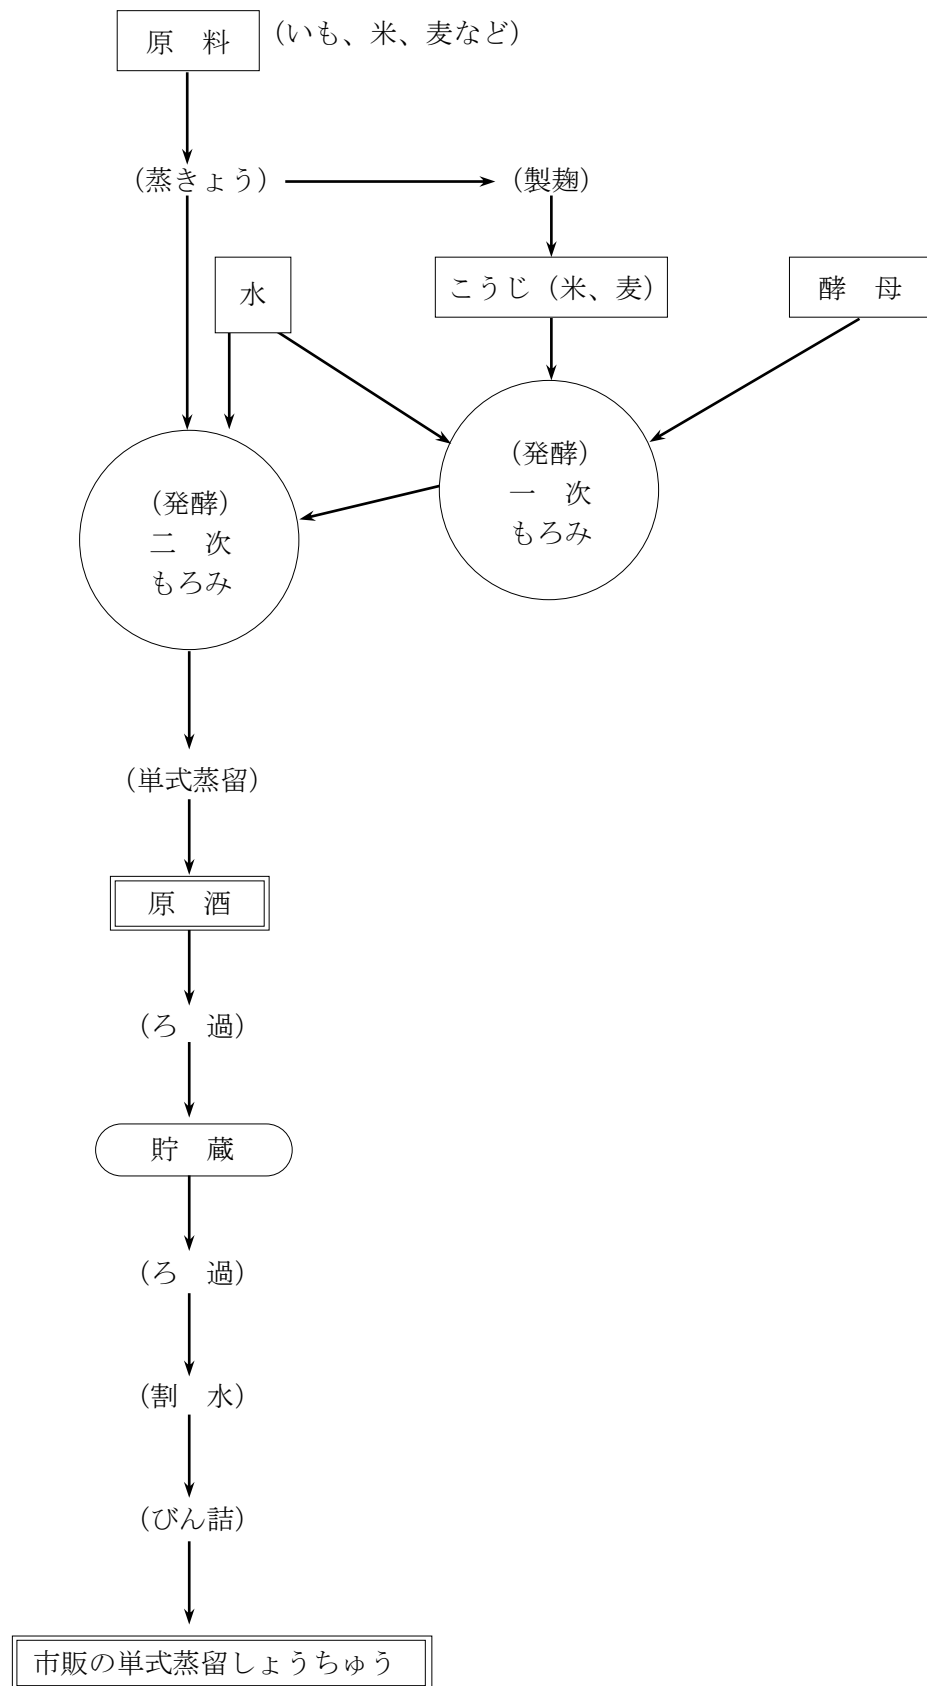 原　料
（いも、米、麦など）
（蒸きょう）
（製麹）
水
こうじ（米、麦）
酵　母
（発酵）
一　次
もろみ
（発酵）
二　次
もろみ
（単式蒸留）
原　酒
（ろ　過）
貯　蔵
（ろ　過）
（割　水）
（びん詰）
市販の単式蒸留しょうちゅう